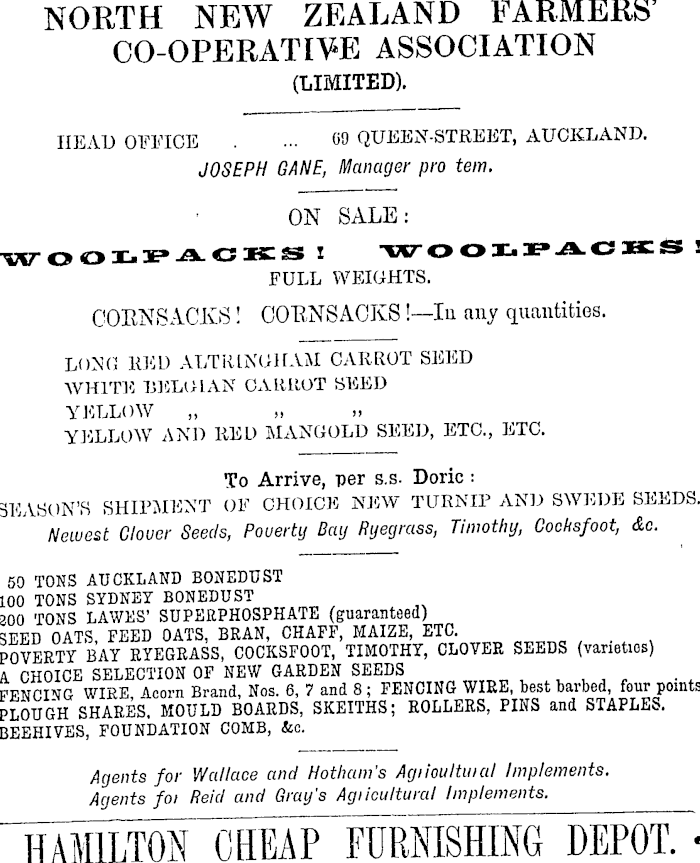 NORTH NEW ZEALAND FARMERS'
CO-OPERATIVE ASSOCIATION
(LIMITED).
HEAD OFFICE . ... 69 QUEEN-STREET, AUCKLAND.
JOSEPH GANE, Manager pro tem.
ON SALE:
WOOLPACKS! WOOLPACKS!
FULL WEIGHTS.
CORNSACKS! CORNSACKS!—In any quantities.
LONG RED ALTRINGHAM CARROT SEED
WHITE BELGIAN CARROT SEED
YELLOW „ „ „
YELLOW AND RED MANGOLD SEED, ETC., ETC.
To Arrive, per s.s. Doric:
SEASON'S SHIPMENT OF CHOICE NEW TURNIP AND SWEDE SEEDS.
Newest Clover Seeds, Poverty Bay Ryegrass, Timothy, Cocksfoot, &c.
50 TONS AUCKLAND BONEDUST
100 TONS SYDNEY BONEDUST
200 TONS LAWES' SUPERPHOSPHATE (guaranteed)
SEED OATS, FEED OATS, BRAN, CHAFF, MAIZE, ETC.
POVERTY BAY RYEGRASS, COCKSFOOT, TIMOTHY, CLOVER SEEDS (varieties)
A CHOICE SELECTION OF NEW GARDEN SEEDS
FENCING WIRE, Acorn Brand, Nos. 6, 7 and 8; FENCING WIRE, best barbed, four points
PLOUGH SHARES, MOULD BOARDS, SKEITHS; ROLLERS, PINS and STAPLES.
BEEHIVES, FOUNDATION COMB, &c.
Agents for Wallace and Hotham's Agricultural Implements.
Agents for Reid and Gray's Agricultural Implements.
HAMILTON CHEAP FURNISHING DEPOT.